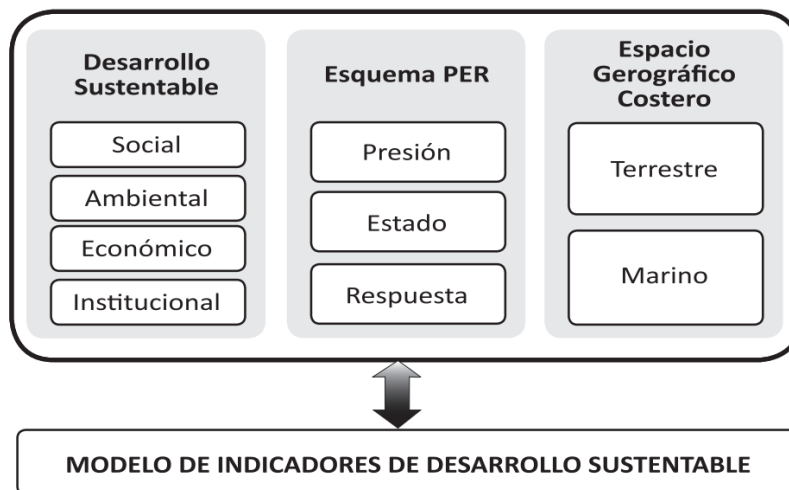 Desarrollo
Sustentable
Social
Ambiental
Económico
Institucional
Esquema PER
Presión
Estado
Respuesta
Espacio
Gerográfico
Costero
Terrestre
Marino
MODELO DE INDICADORES DE DESARROLLO SUSTENTABLE